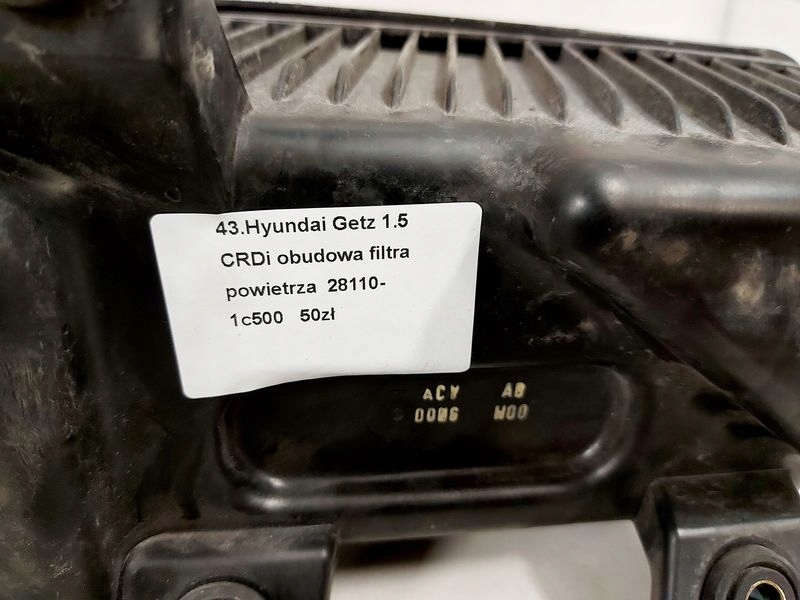 43.Hyundai Getz 1.5
CRDi obudowa filtra
powietrza 28110-
1c500 50zł